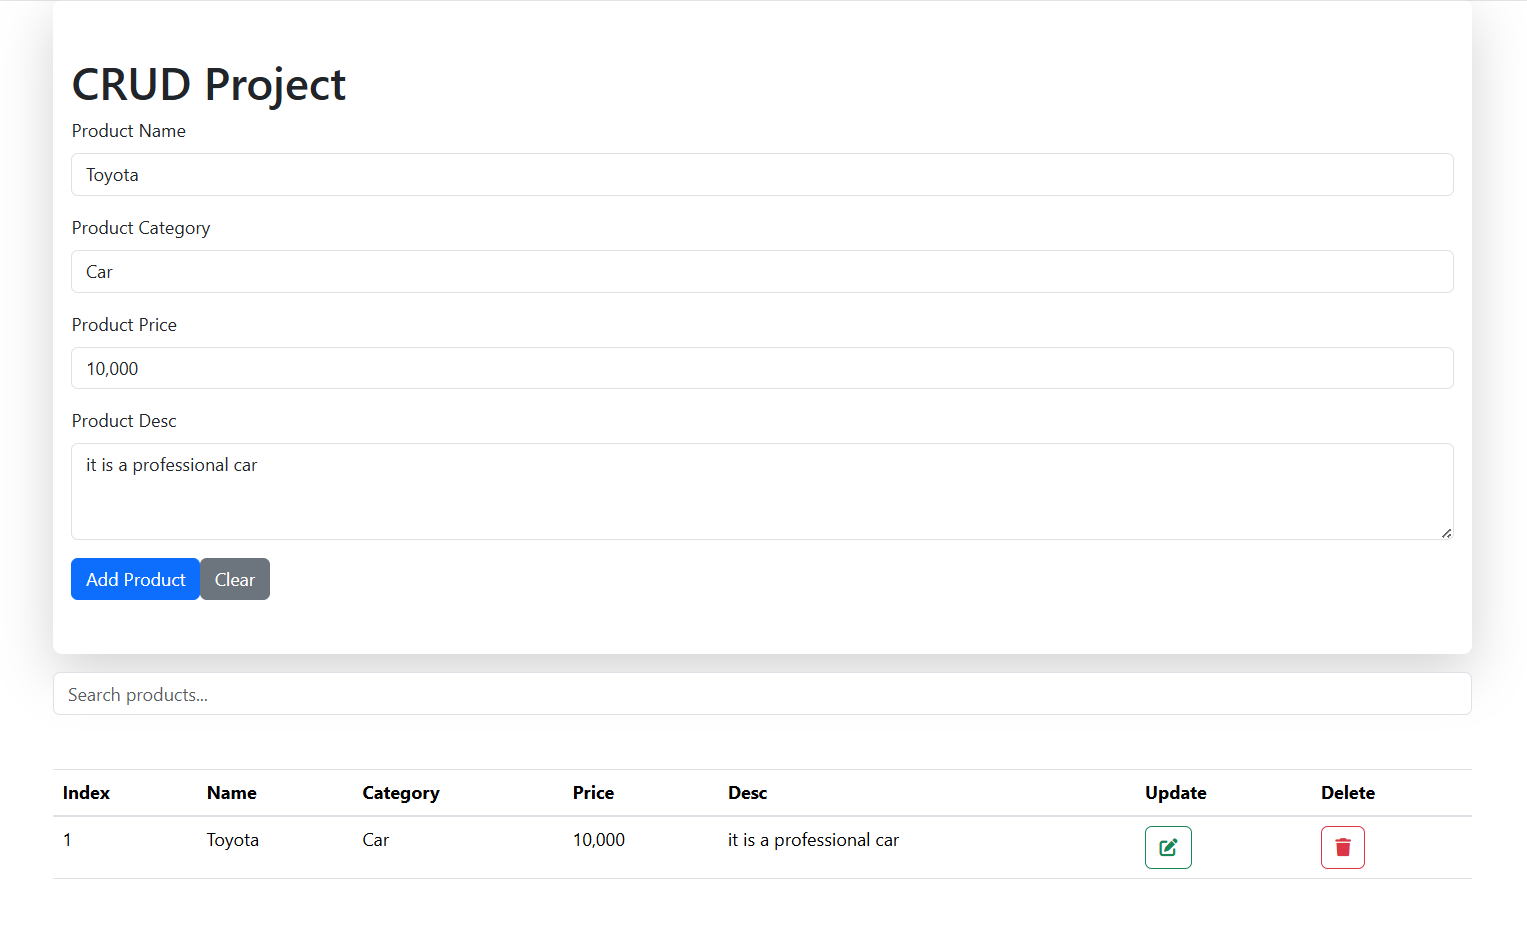 CRUD Project
Product Name
Toyota
Product Category
Car
Product Price
10,000
Product Desc
it is a professional car
Add Product Clear
Search products...
Index Name Category Price Desc Update Delete
1 Toyota Car 10,000 it is a professional car